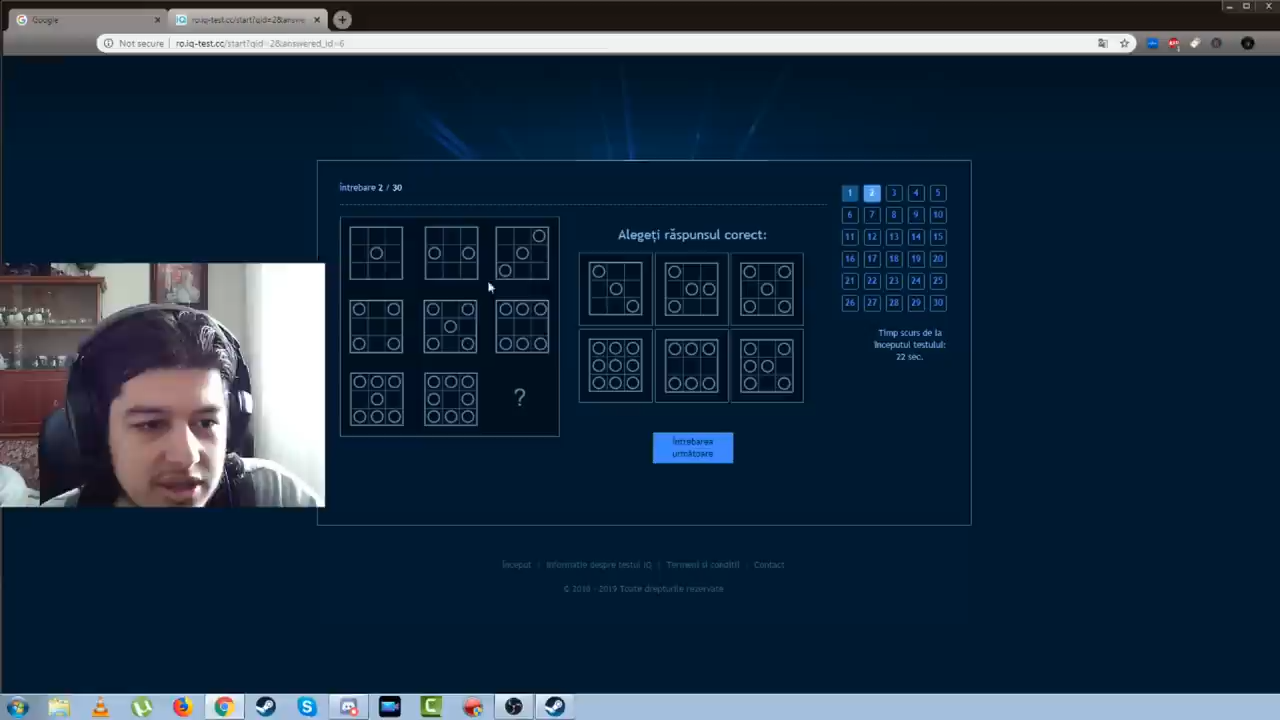 Google
ro.iq-test.cc/start?qid=2&answe
Not secure
ro.iq-test.cc/start?qid=2&answered_id=6
Întrebare 2 / 30
Alegeți răspunsul corect:
?
1 2 3 4 5
6 7 8 9 10
11 12 13 14 15
16 17 18 19 20
21 22 23 24 25
26 27 28 29 30
Timp scurs de la
începutul testului:
22 sec.
Întrebarea
următoare
Început | Informație despre testul IQ | Termeni si conditii | Contact
© 2010 - 2019 Toate drepturile rezervate